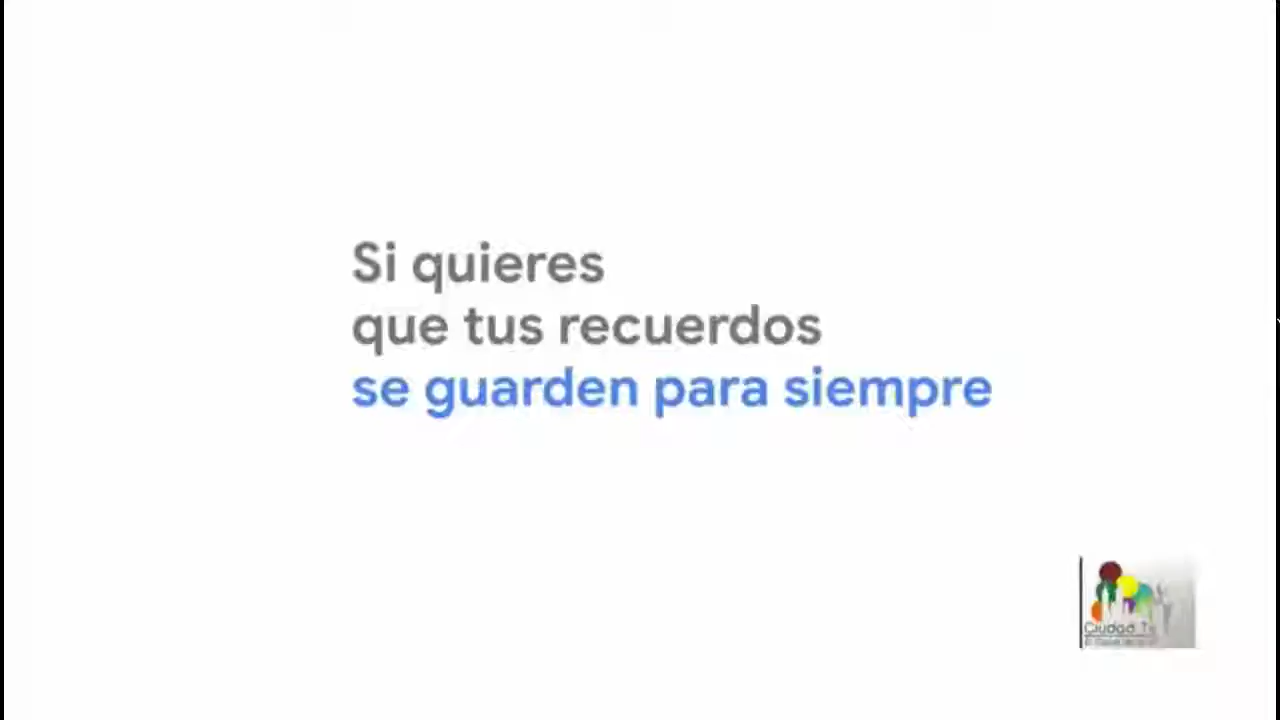 Si quieres
que tus recuerdos
se guarden para siempre
Ciudad Tv